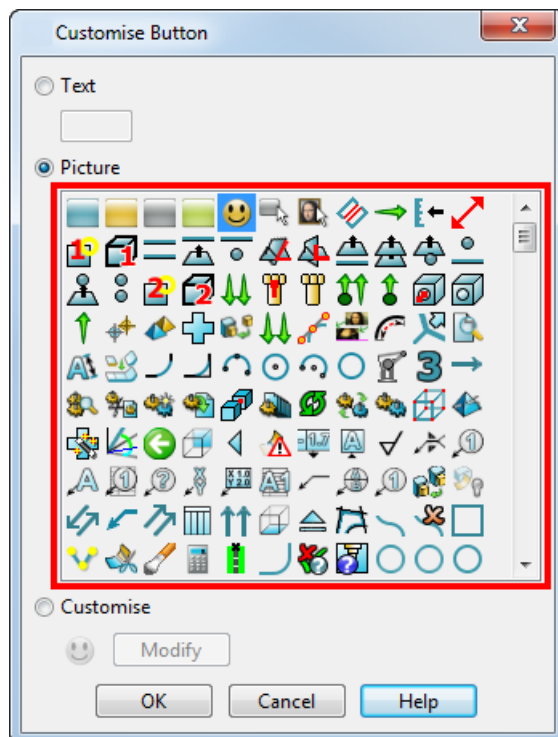 Customise Button
Text
Picture
Customise
Modify
OK
Cancel
Help